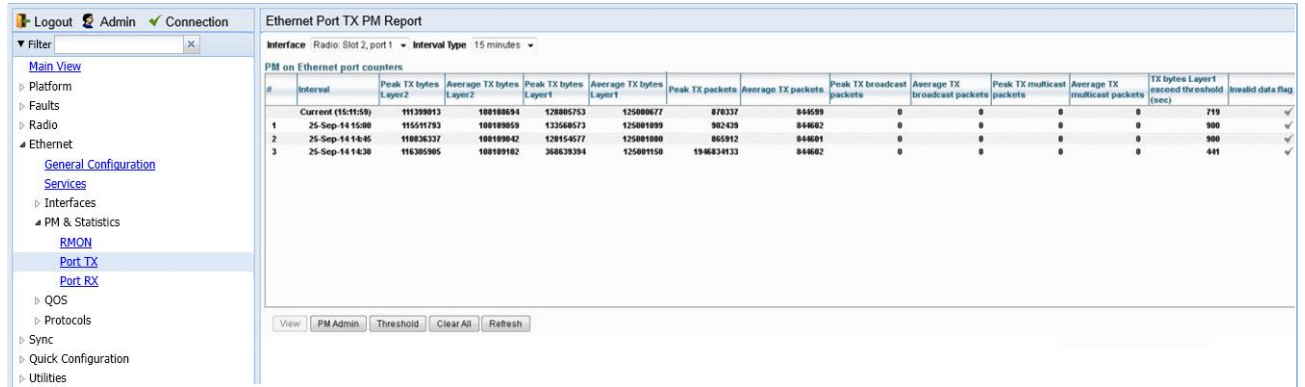 Logout Admin Connection
Filter
Main View
Platform
Faults
Radio
Ethernet
General Configuration
Services
Interfaces
PM & Statistics
RMON
Port TX
Port RX
QOS
Protocols
Sync
Quick Configuration
Utilities
Ethernet Port TX PM Report
Interface Radio: Slot 2, port 1 Interval Type 15 minutes
PM on Ethernet port counters
# Interval Peak TX bytes Layer2 Average TX bytes Layer2 Peak TX bytes Layer1 Average TX bytes Layer1 Peak TX packets Average TX packets Peak TX broadcast packets Average TX broadcast packets Peak TX multicast packets Average TX multicast packets TX bytes Layer1 exceed threshold (sec) Invalid data flag
Current (15:11:59) 111399013 108108694 128805753 125000677 870337 844599 0 0 0 0 719
1 25-Sep-14 15:00 115511793 108109059 133560573 125001099 902439 844602 0 0 0 0 900
2 25-Sep-14 14:45 110836337 108109042 128154577 125001080 865912 844601 0 0 0 0 900
3 25-Sep-14 14:30 116305905 108109102 368639394 125001150 1946834133 844602 0 0 0 0 441
View PM Admin Threshold Clear All Refresh